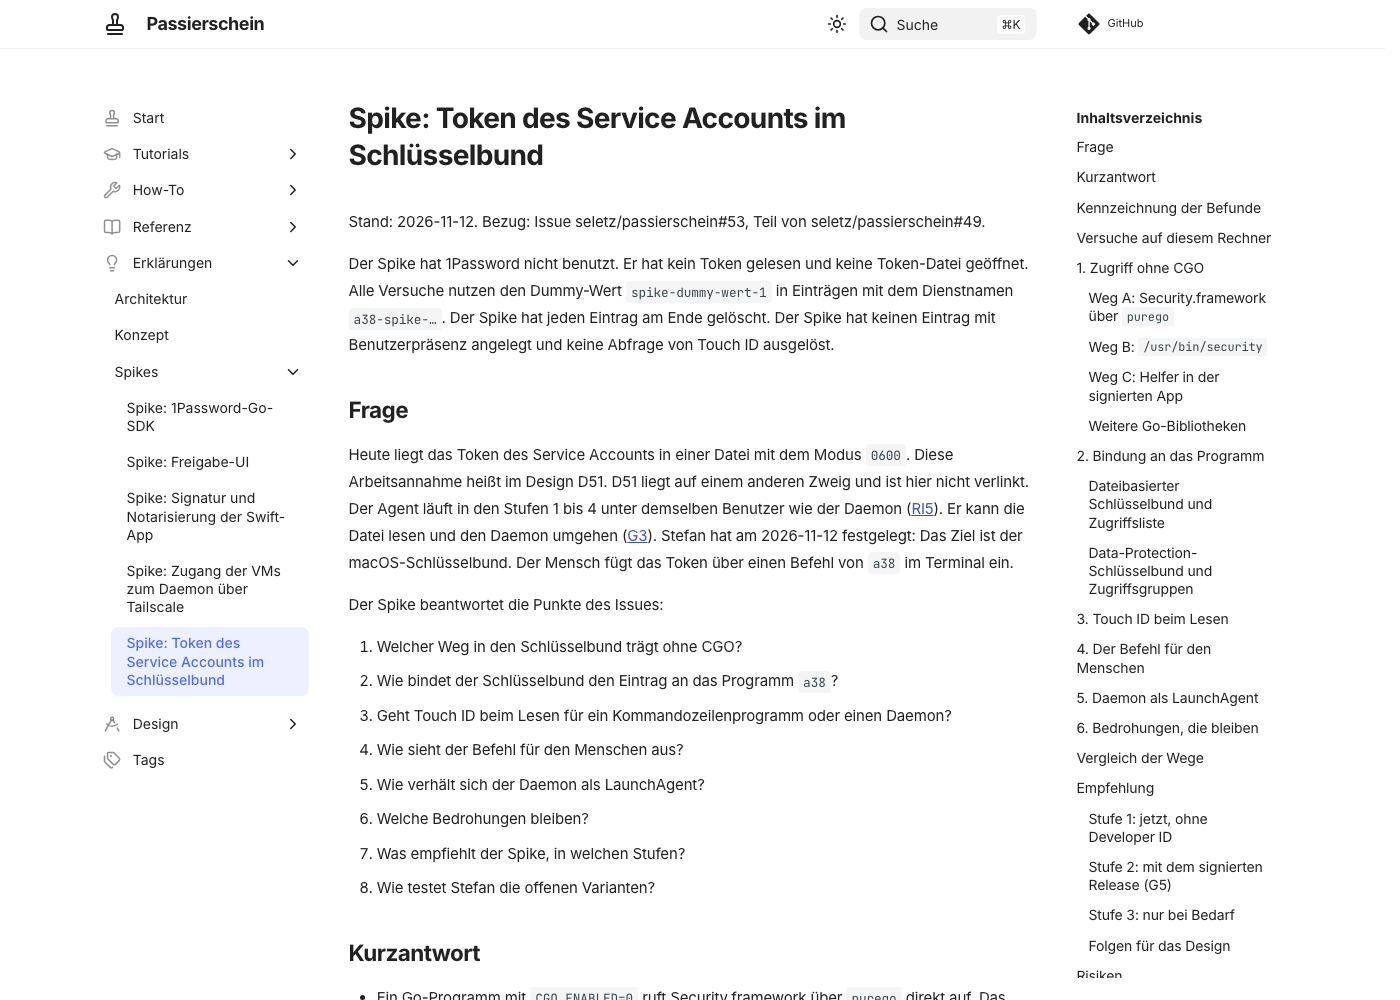 Passierschein
Suche
⌘K
GitHub
Start
Tutorials
How-To
Referenz
Erklärungen
Architektur
Konzept
Spikes
Spike: 1Password-Go-
SDK
Spike: Freigabe-UI
Spike: Signatur und
Notarisierung der Swift-
App
Spike: Zugang der VMs
zum Daemon über
Tailscale
Spike: Token des
Service Accounts im
Schlüsselbund
Design
Tags
Spike: Token des Service Accounts im
Schlüsselbund
Stand: 2026-11-12. Bezug: Issue seletz/passierschein#53, Teil von seletz/passierschein#49.
Der Spike hat 1Password nicht benutzt. Er hat kein Token gelesen und keine Token-Datei geöffnet.
Alle Versuche nutzen den Dummy-Wert spike-dummy-wert-1 in Einträgen mit dem Dienstnamen
a38-spike-… . Der Spike hat jeden Eintrag am Ende gelöscht. Der Spike hat keinen Eintrag mit
Benutzerpräsenz angelegt und keine Abfrage von Touch ID ausgelöst.
Frage
Heute liegt das Token des Service Accounts in einer Datei mit dem Modus 0600 . Diese
Arbeitsannahme heißt im Design D51. D51 liegt auf einem anderen Zweig und ist hier nicht verlinkt.
Der Agent läuft in den Stufen 1 bis 4 unter demselben Benutzer wie der Daemon (RI5). Er kann die
Datei lesen und den Daemon umgehen (G3). Stefan hat am 2026-11-12 festgelegt: Das Ziel ist der
macOS-Schlüsselbund. Der Mensch fügt das Token über einen Befehl von a38 im Terminal ein.
Der Spike beantwortet die Punkte des Issues:
1. Welcher Weg in den Schlüsselbund trägt ohne CGO?
2. Wie bindet der Schlüsselbund den Eintrag an das Programm a38 ?
3. Geht Touch ID beim Lesen für ein Kommandozeilenprogramm oder einen Daemon?
4. Wie sieht der Befehl für den Menschen aus?
5. Wie verhält sich der Daemon als LaunchAgent?
6. Welche Bedrohungen bleiben?
7. Was empfiehlt der Spike, in welchen Stufen?
8. Wie testet Stefan die offenen Varianten?
Kurzantwort
• Ein Go-Programm mit CGO_ENABLED=0 ruft Security.framework über purego direkt auf. Das
Inhaltsverzeichnis
Frage
Kurzantwort
Kennzeichnung der Befunde
Versuche auf diesem Rechner
1. Zugriff ohne CGO
Weg A: Security.framework
über purego
Weg B: /usr/bin/security
Weg C: Helfer in der
signierten App
Weitere Go-Bibliotheken
2. Bindung an das Programm
Dateibasierter
Schlüsselbund und
Zugriffsliste
Data-Protection-
Schlüsselbund und
Zugriffsgruppen
3. Touch ID beim Lesen
4. Der Befehl für den
Menschen
5. Daemon als LaunchAgent
6. Bedrohungen, die bleiben
Vergleich der Wege
Empfehlung
Stufe 1: jetzt, ohne
Developer ID
Stufe 2: mit dem signierten
Release (G5)
Stufe 3: nur bei Bedarf
Folgen für das Design
Risiken